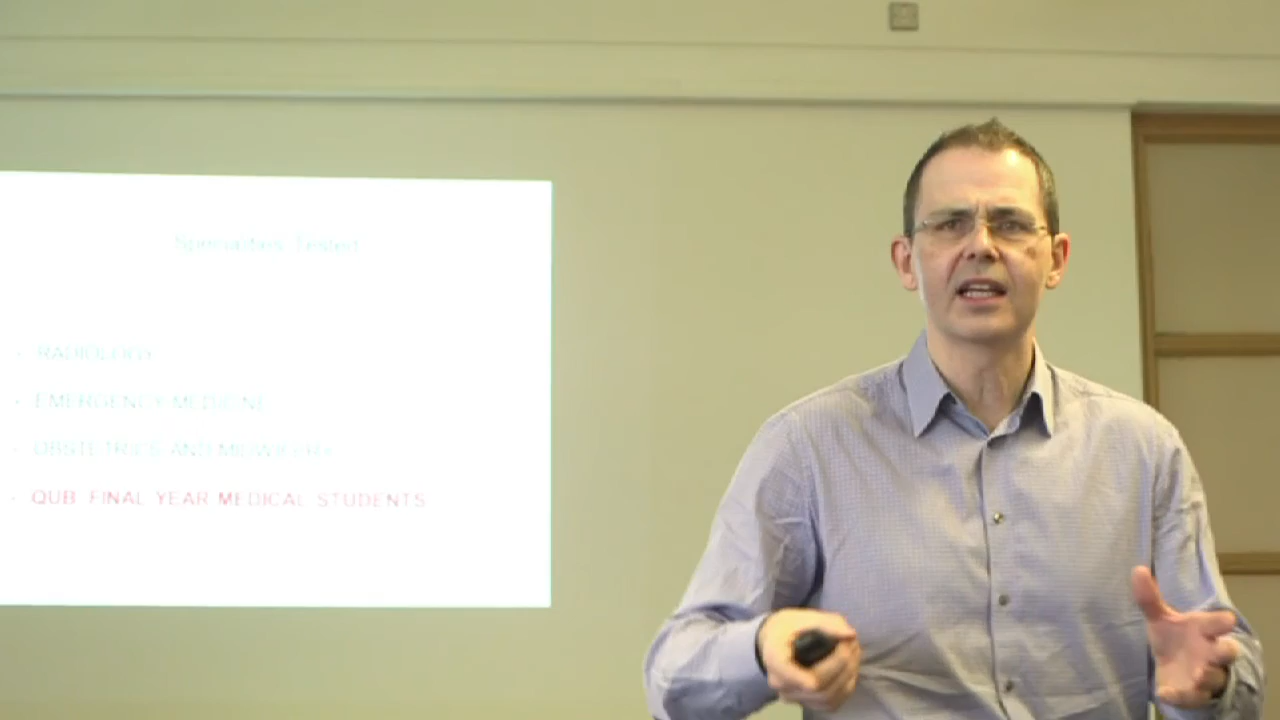 Specialties Tested
- RADIOLOGY
- EMERGENCY MEDICINE
- OBSTETRICS AND MIDWIFERY
- QUB FINAL YEAR MEDICAL STUDENTS